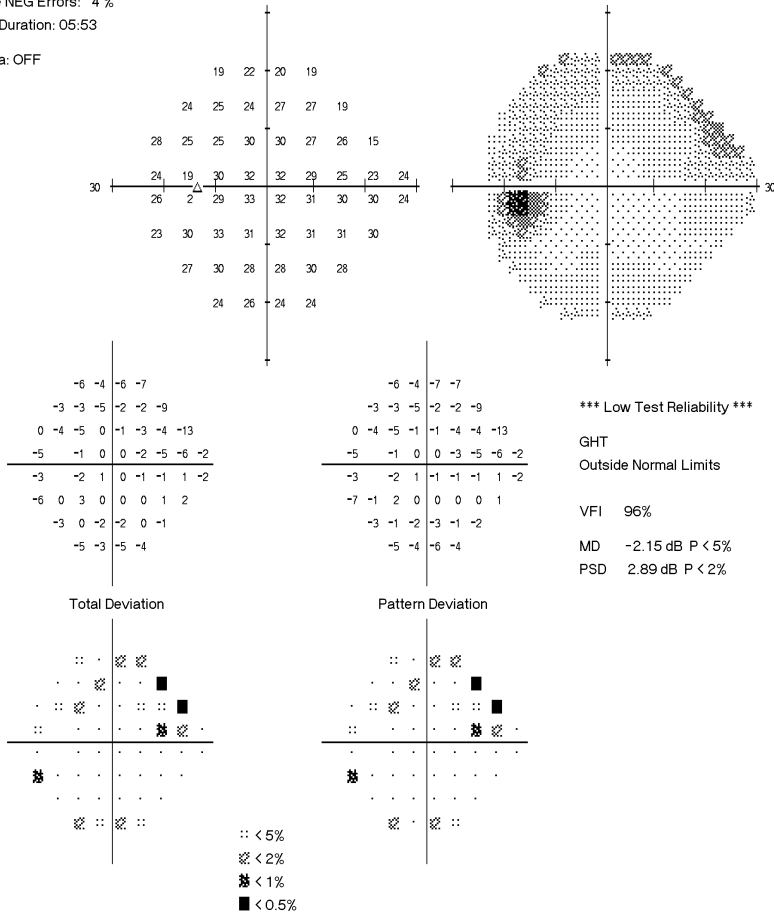 NEG Errors: 4 %
Duration: 05:53
a: OFF
19 22 20 19
24 25 24 27 27 19
28 25 25 30 30 27 26 15
24 19 30 32 32 29 25 23 24
30 30
26 2 29 33 32 31 30 30 24
23 30 33 31 32 31 31 30
27 30 28 28 30 28
24 26 24 24
-6 -4 -6 -7
-3 -3 -5 -2 -2 -9
0 -4 -5 0 -1 -3 -4 -13
-5 -1 0 0 -2 -5 -6 -2
-3 -2 1 0 -1 -1 1 -2
-6 0 3 0 0 0 1 2
-3 0 -2 -2 0 -1
-5 -3 -5 -4
Total Deviation
-6 -4 -7 -7
-3 -3 -5 -2 -2 -9
0 -4 -5 -1 -1 -4 -4 -13
-5 -1 0 0 -3 -5 -6 -2
-3 -2 1 0 -1 -1 1 -2
-7 -1 2 0 0 0 0 1
-3 -1 -2 -3 -1 -2
-5 -4 -6 -4
Pattern Deviation
*** Low Test Reliability ***
GHT
Outside Normal Limits
VFI 96%
MD -2.15 dB P < 5%
PSD 2.89 dB P < 2%
< 5%
< 2%
< 1%
< 0.5%